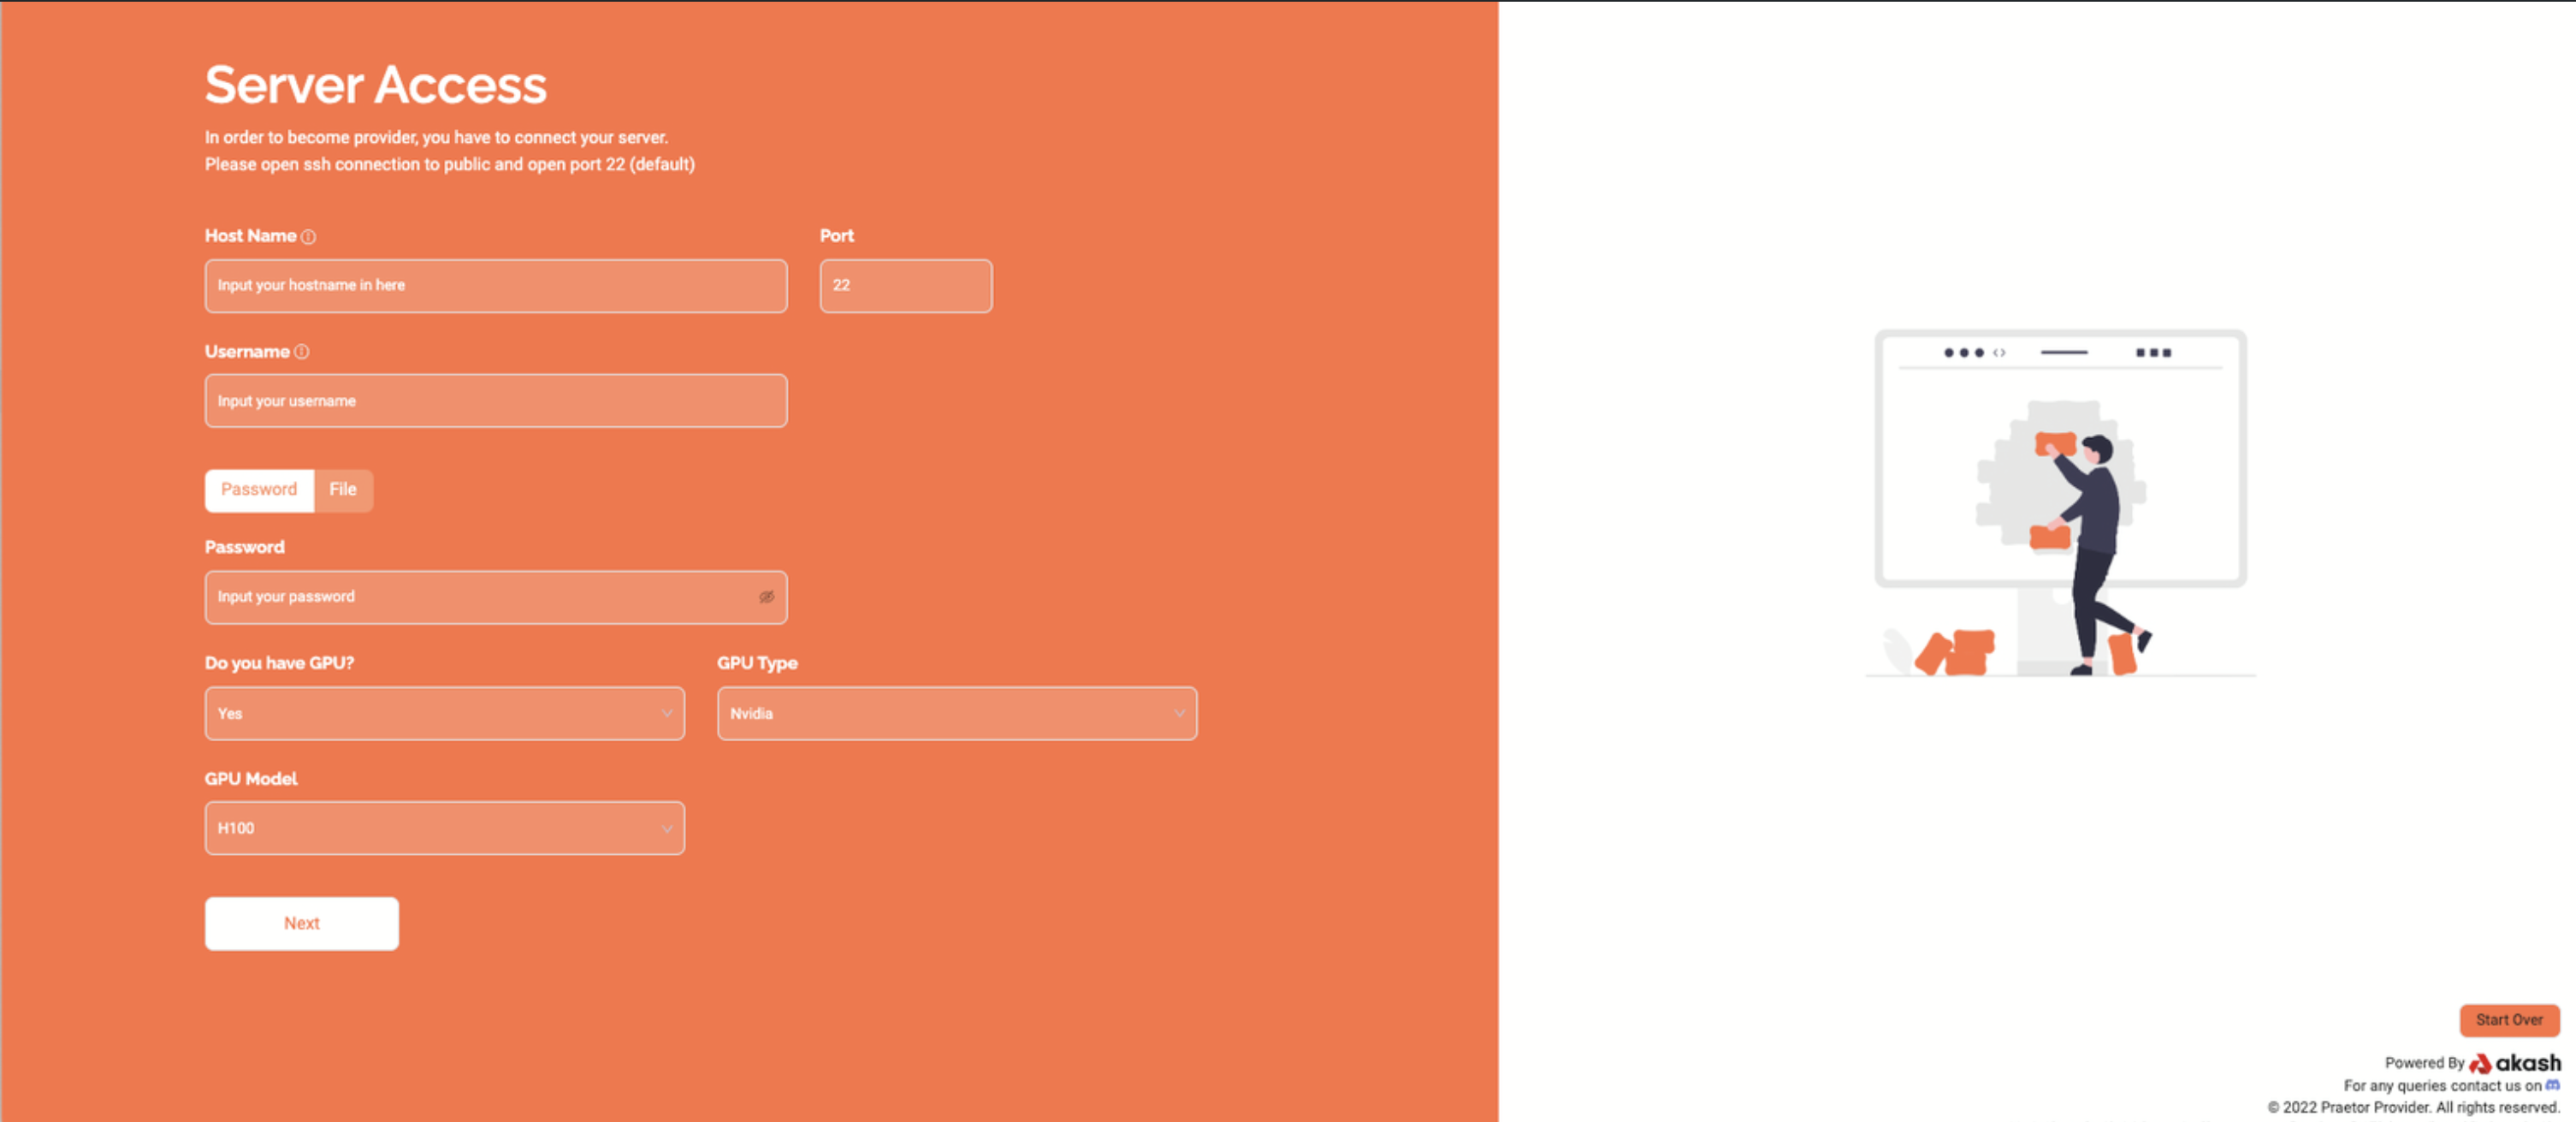 Server Access
In order to become provider, you have to connect your server.
Please open ssh connection to public and open port 22 (default)
Host Name
Port
Input your hostname in here
22
Username
Input your username
Password
File
Password
Input your password
Do you have GPU?
GPU Type
Yes
Nvidia
GPU Model
H100
Next
Start Over
Powered By akash
For any queries contact us on
© 2022 Praetor Provider. All rights reserved.